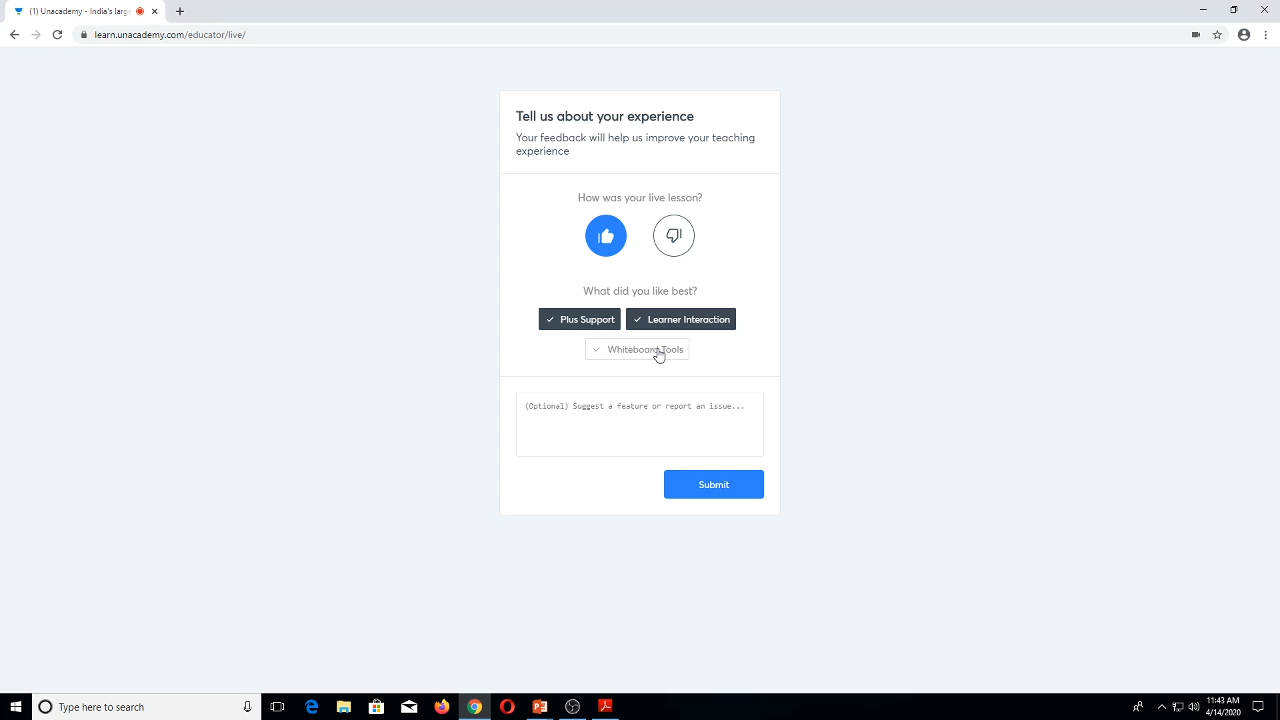 (1) Unacademy - India's larg
learn.unacademy.com/educator/live/
Tell us about your experience
Your feedback will help us improve your teaching
experience
How was your live lesson?
What did you like best?
Plus Support
Learner Interaction
Whiteboard Tools
(Optional) Suggest a feature or report an issue...
Submit
Type here to search
11:43 AM
4/14/2020